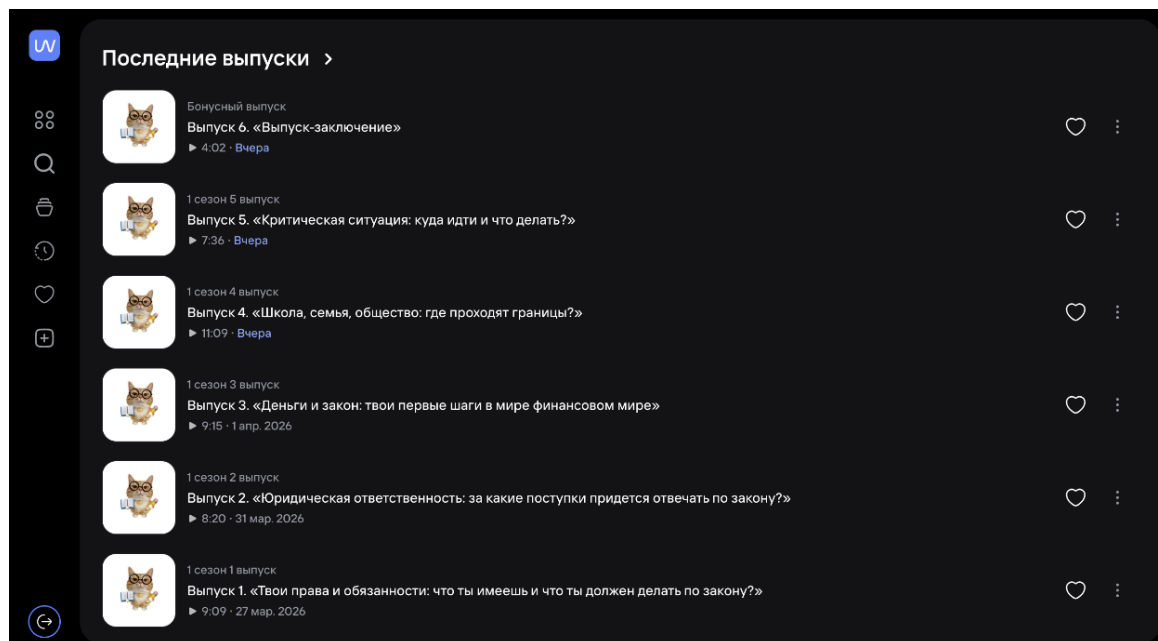 Последние выпуски
Бонусный выпуск
Выпуск 6. «Выпуск-заключение»
4:02 · Вчера
1 сезон 5 выпуск
Выпуск 5. «Критическая ситуация: куда идти и что делать?»
7:36 · Вчера
1 сезон 4 выпуск
Выпуск 4. «Школа, семья, общество: где проходят границы?»
11:09 · Вчера
1 сезон 3 выпуск
Выпуск 3. «Деньги и закон: твои первые шаги в мире финансовом мире»
9:15 · 1 апр. 2026
1 сезон 2 выпуск
Выпуск 2. «Юридическая ответственность: за какие поступки придется отвечать по закону?»
8:20 · 31 мар. 2026
1 сезон 1 выпуск
Выпуск 1. «Твои права и обязанности: что ты имеешь и что ты должен делать по закону?»
9:09 · 27 мар. 2026